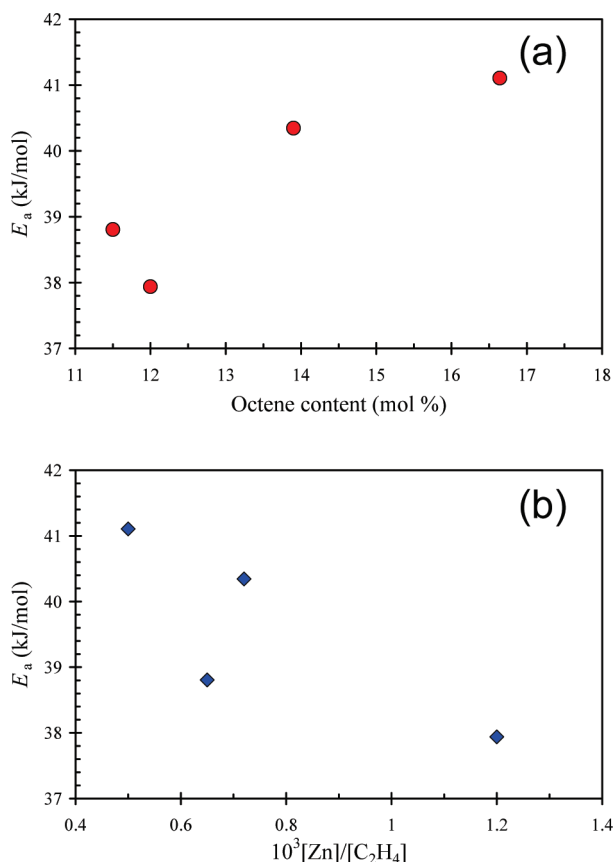 (a)
42
41
40
39
38
37
E a (kJ/mol)
11 12 13 14 15 16 17 18
Octene content (mol %)
(b)
42
41
40
39
38
37
E a (kJ/mol)
0.4 0.6 0.8 1 1.2 1.4
10³[Zn]/[C₂H₄]